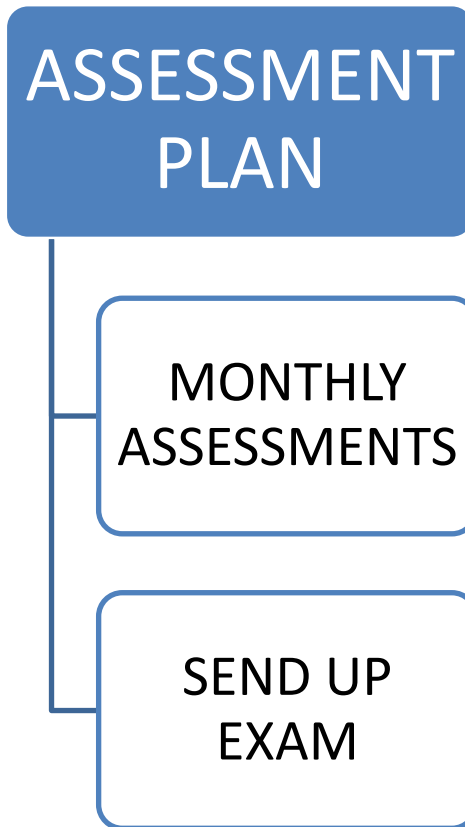 ASSESSMENT
PLAN
MONTHLY
ASSESSMENTS
SEND UP
EXAM